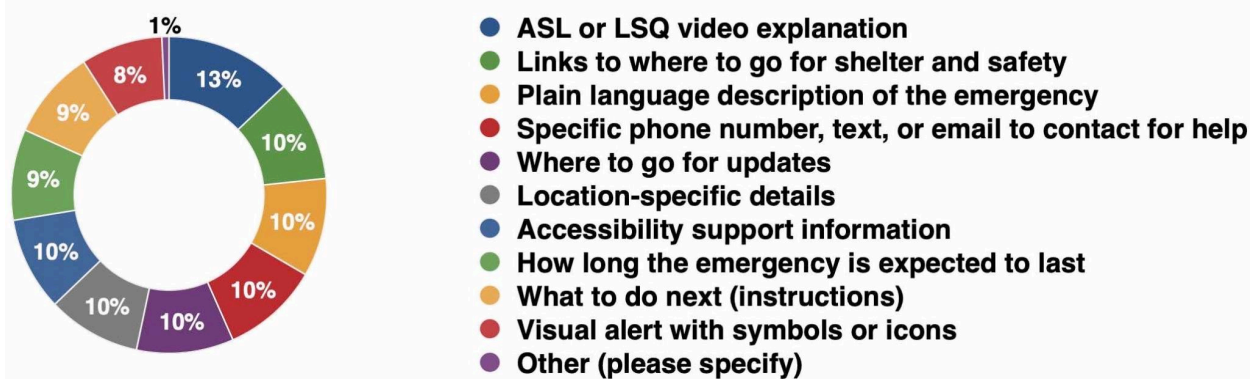 1%
13%
10%
10%
10%
10%
10%
10%
9%
9%
8%
ASL or LSQ video explanation
Links to where to go for shelter and safety
Plain language description of the emergency
Specific phone number, text, or email to contact for help
Where to go for updates
Location-specific details
Accessibility support information
How long the emergency is expected to last
What to do next (instructions)
Visual alert with symbols or icons
Other (please specify)